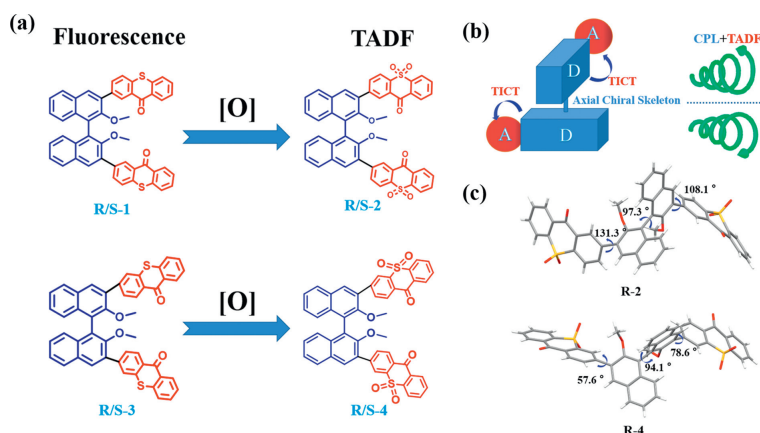 (a)
Fluorescence
TADF
S
O
O
O
O
S
[O]
O O
S
O
O
O
O
S
O O
R/S-1
R/S-2
S
O
O
O
O
S
[O]
O
S
O
O
O
O
O
S
O O
R/S-3
R/S-4
(b)
A
D
TICT
TICT
Axial Chiral Skeleton
A
D
CPL+TADF
(c)
108.1 °
97.3 °
131.3 °
R-2
78.6 °
94.1 °
57.6 °
R-4